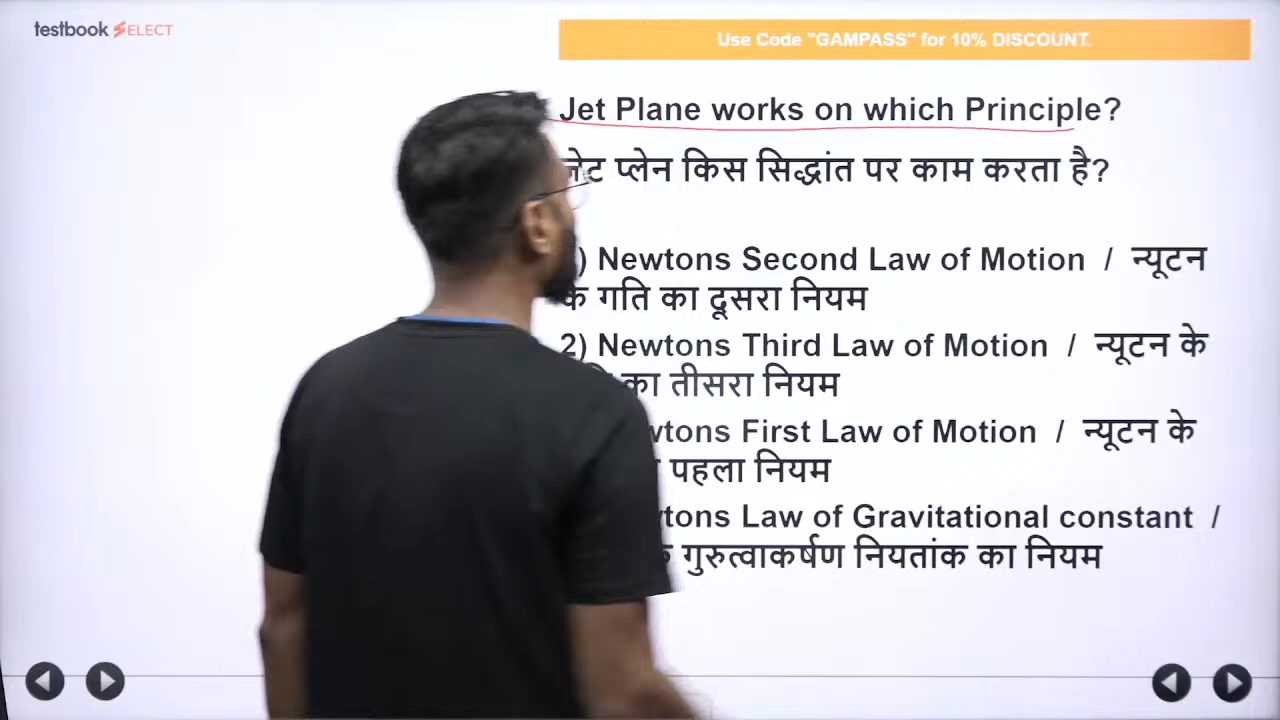 testbook SELECT
Use Code "GAMPASS" for 10% DISCOUNT.
Jet Plane works on which Principle?
प्लेन किस सिद्धांत पर काम करता है?
) Newtons Second Law of Motion / न्यूटन
के गति का दूसरा नियम
2) Newtons Third Law of Motion / न्यूटन के
का तीसरा नियम
First Law of Motion / न्यूटन के
पहला नियम
Law of Gravitational constant /
गुरुत्वाकर्षण नियतांक का नियम